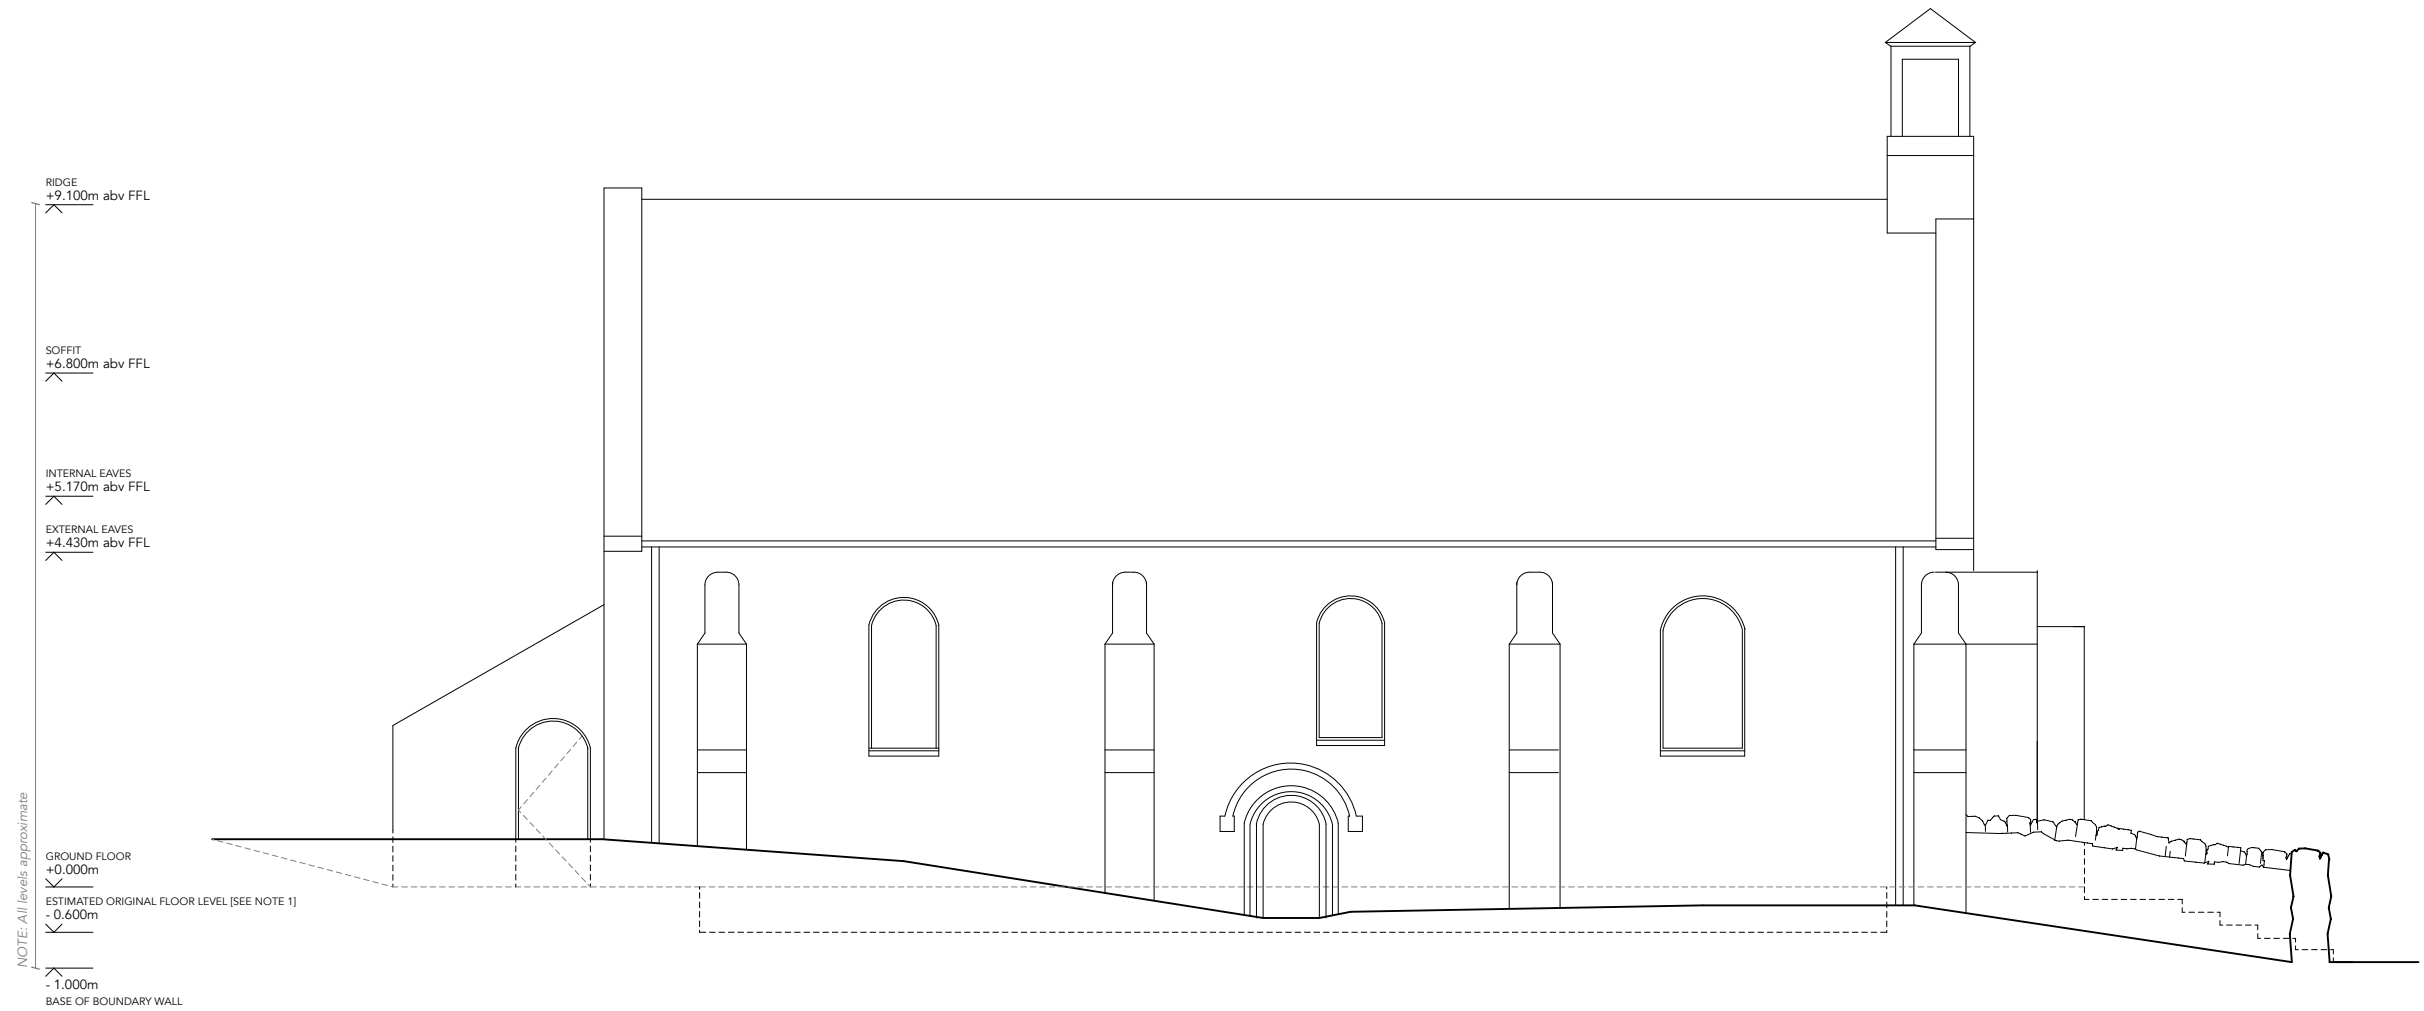 RIDGE
+9.100m abv FFL
SOFFIT
+6.800m abv FFL
INTERNAL EAVES
+5.170m abv FFL
EXTERNAL EAVES
+4.430m abv FFL
NOTE: All levels approximate
GROUND FLOOR
+0.000m
ESTIMATED ORIGINAL FLOOR LEVEL [SEE NOTE 1]
- 0.600m
- 1.000m
BASE OF BOUNDARY WALL